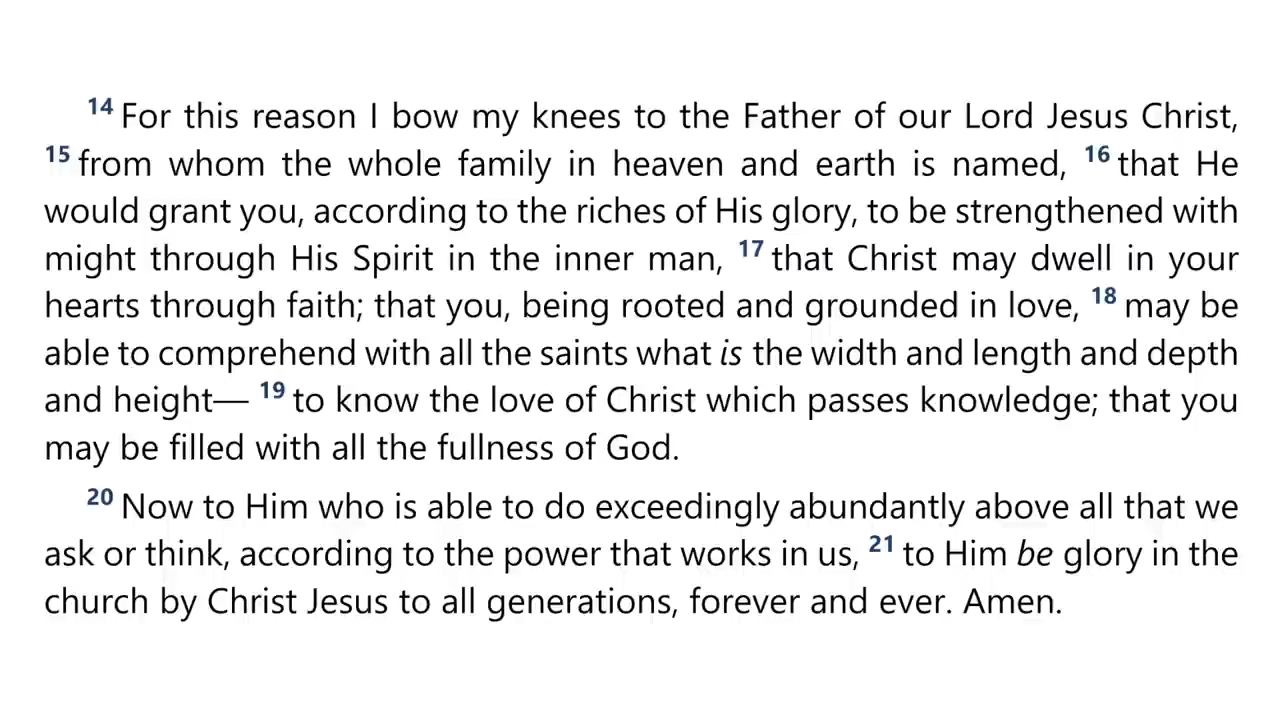 14 For this reason I bow my knees to the Father of our Lord Jesus Christ,
15 from whom the whole family in heaven and earth is named, 16 that He
would grant you, according to the riches of His glory, to be strengthened with
might through His Spirit in the inner man, 17 that Christ may dwell in your
hearts through faith; that you, being rooted and grounded in love, 18 may be
able to comprehend with all the saints what is the width and length and depth
and height— 19 to know the love of Christ which passes knowledge; that you
may be filled with all the fullness of God.
20 Now to Him who is able to do exceedingly abundantly above all that we
ask or think, according to the power that works in us, 21 to Him be glory in the
church by Christ Jesus to all generations, forever and ever. Amen.